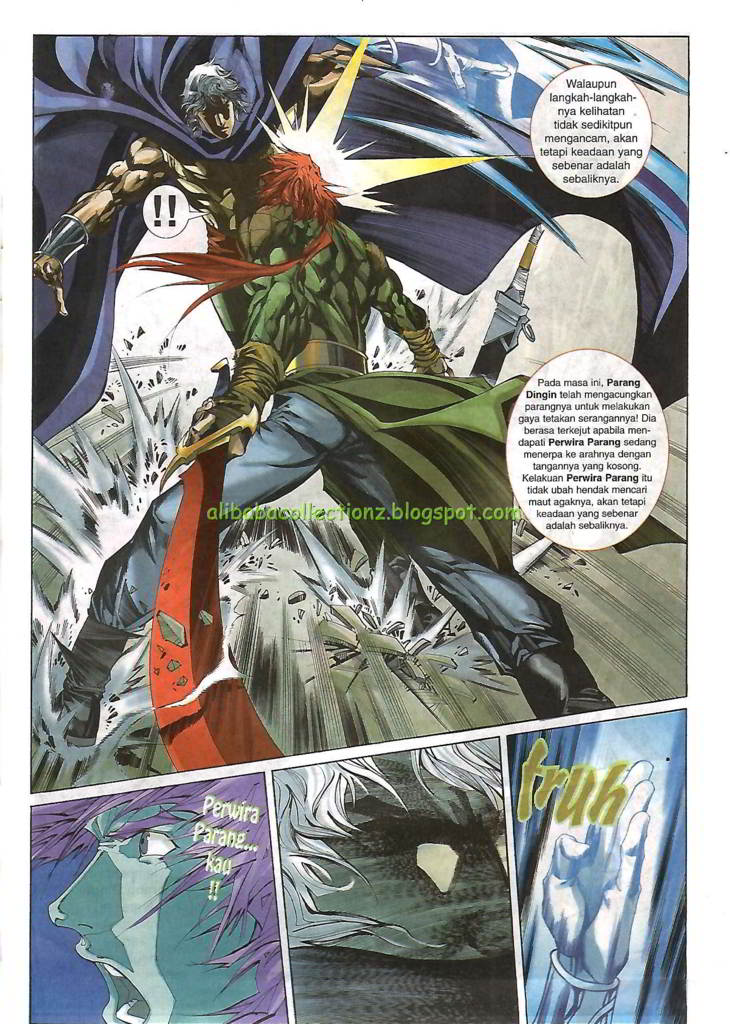 Walaupun
langkah-langkah-
nya kelihatan
tidak sedikitpun
mengancam, akan
tetapi keadaan yang
sebenar adalah
sebaliknya.
!!
Pada masa ini, Parang
Dingin telah mengacungkan
parangnya untuk melakukan
gaya tetakan serangannya! Dia
berasa terkejut apabila men-
dapati Perwira Parang sedang
menerpa ke arahnya dengan
tangannya yang kosong.
Kelakuan Perwira Parang itu
tidak ubah hendak mencari
maut agaknya, akan tetapi
keadaan yang sebenar
adalah sebaliknya.
alibabacollectionz.blogspot.com
Perwira
Parang...
kau
!!
fruh